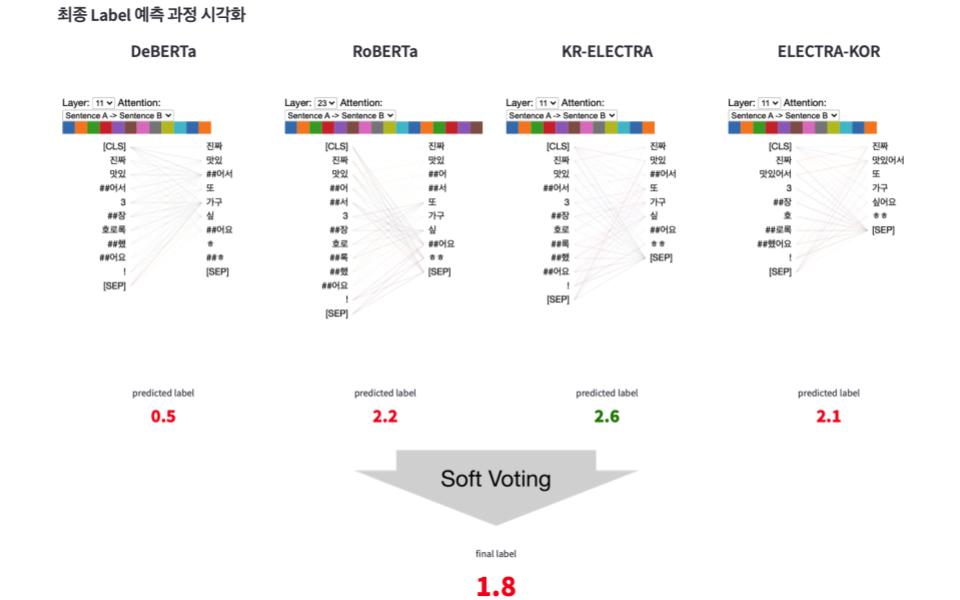 최종 Label 예측 과정 시각화
DeBERTa
Layer: 11 Attention:
Sentence A -> Sentence B
[CLS] 진짜
진짜 맛있
맛있 ##어서
##어서 또
3 가구
##장 싶
호로록 ##어요
##했 ㅎ
##어요 ##ㅎ
! [SEP]
[SEP]
predicted label
0.5
RoBERTa
Layer: 23 Attention:
Sentence A -> Sentence B
[CLS] 진짜
진짜 맛있
맛있 ##어
##어 ##서
##서 또
3 가구
##장 싶
호로 ##어요
##록 ㅎㅎ
##했 [SEP]
##어요
!
[SEP]
predicted label
2.2
KR-ELECTRA
Layer: 11 Attention:
Sentence A -> Sentence B
[CLS] 진짜
진짜 맛있
맛있 ##어서
##어서 또
3 가구
##장 싶
호로 ##어요
##록 ㅎㅎ
##했 [SEP]
##어요
!
[SEP]
predicted label
2.6
ELECTRA-KOR
Layer: 11 Attention:
Sentence A -> Sentence B
[CLS] 진짜
진짜 맛있어서
맛있어서 또
3 가구
##장 싶어요
호 ㅎㅎ
##로록 [SEP]
##했어요
!
[SEP]
predicted label
2.1
Soft Voting
final label
1.8